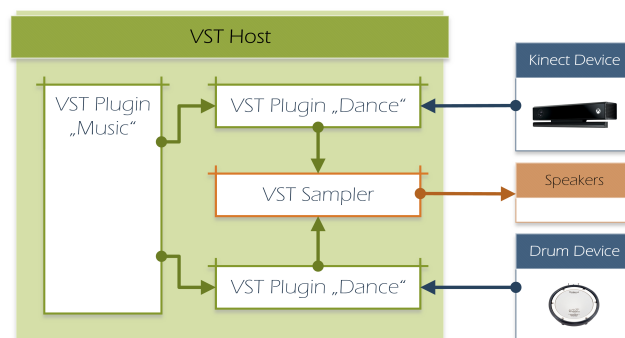 VST Host
VST Plugin
„Music“
VST Plugin „Dance“
VST Sampler
VST Plugin „Dance“
Kinect Device
Speakers
Drum Device